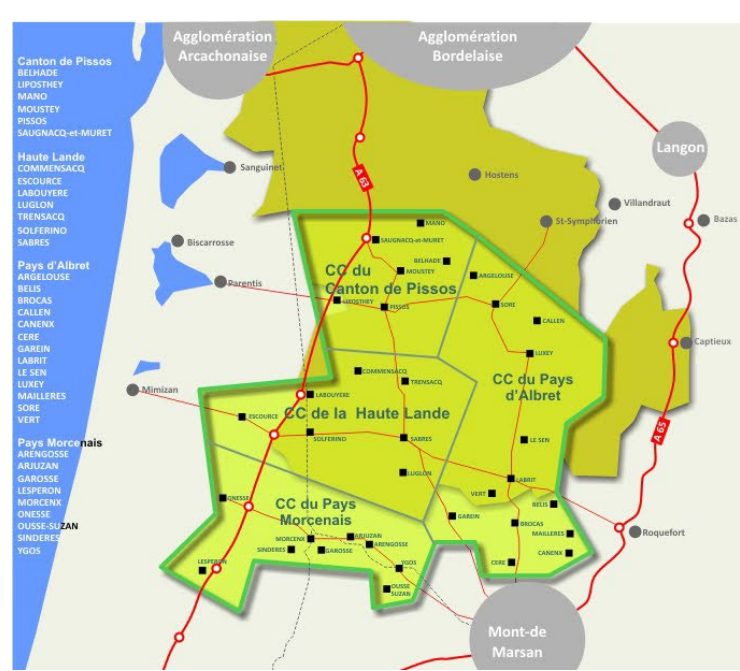 Agglomération
Arcachonaise
Agglomération
Bordelaise
Canton de Pissos
BELHADE
LIPOSTHEY
MANO
MOUSTEY
PISSOS
SAUGNACQ-et-MURET
Haute Lande
COMMENSACQ
ESCOURCE
LABOUYERE
LUGLON
TRENSACQ
SOLFERINO
SABRES
Pays d'Albret
ARGELOUSE
BELIS
BROCAS
CALLEN
CANENX
CERE
GAREIN
LABRIT
LE SEN
LUXEY
MAILLERES
SORE
VERT
Pays Morcenais
ARENGOSSE
ARJUZAN
GAROSSE
LESPERON
MORCENX
ONESSE
OUSSE-SUZAN
SINDERES
YGOS
Langon
Sanguinet
A 63
Hostens
Villandraut
Bazas
St-Symphorien
MANO
Biscarrosse
SAUGNACQ-et-MURET
BELHADE
CC du
Canton de Pissos
MOUSTEY
ARGELOUSE
Parentis
LIPOSTHEY
PISSOS
SORE
CALLEN
Captieux
LUXEY
COMMENSACQ
TRENSACQ
CC du Pays
d'Albret
Mimizan
LABOUYERE
ESCOURCE
CC de la Haute Lande
SOLFERINO
SABRES
LE SEN
A 65
LUGLON
LABRIT
ONESSE
CC du Pays
Morcenais
VERT
BELIS
GAREIN
BROCAS
MAILLERES
Roquefort
MORCENX
ARJUZAN
ARENGOSSE
SINDERES
GAROSSE
CANENX
LESPERON
YGOS
CERE
OUSSE
SUZAN
Mont-de
Marsan